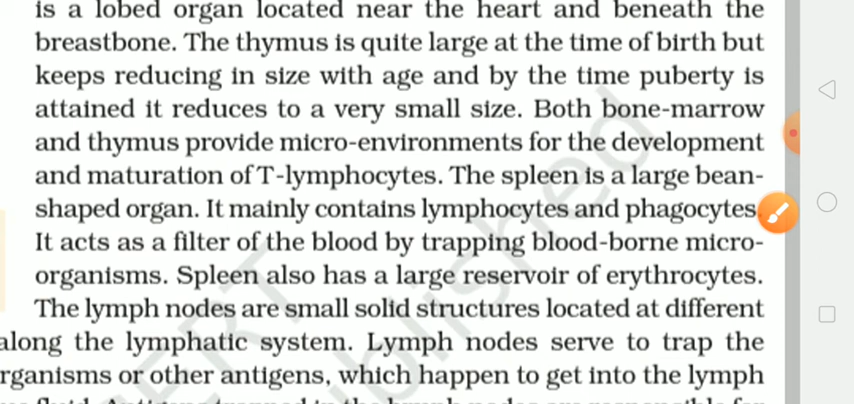 is a lobed organ located near the heart and beneath the
breastbone. The thymus is quite large at the time of birth but
keeps reducing in size with age and by the time puberty is
attained it reduces to a very small size. Both bone-marrow
and thymus provide micro-environments for the development
and maturation of T-lymphocytes. The spleen is a large bean-
shaped organ. It mainly contains lymphocytes and phagocytes.
It acts as a filter of the blood by trapping blood-borne micro-
organisms. Spleen also has a large reservoir of erythrocytes.
The lymph nodes are small solid structures located at different
along the lymphatic system. Lymph nodes serve to trap the
rganisms or other antigens, which happen to get into the lymph